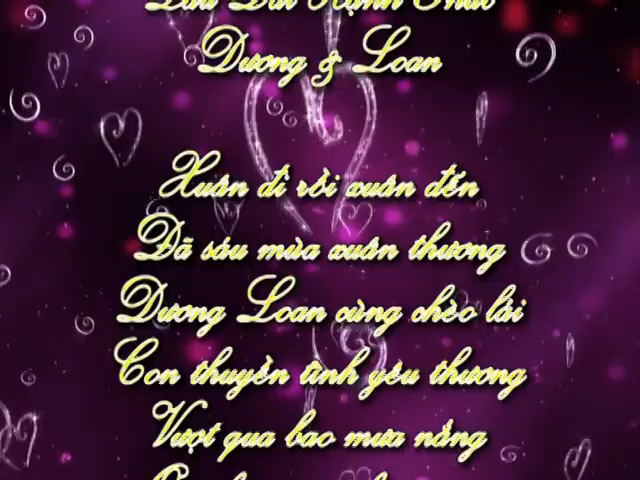 Dương & Loan
Xuân đi rồi xuân đến
Đã sáu mùa xuân thương
Dương Loan cùng chèo lái
Con thuyền tình yêu thương
Vượt qua bao mưa nắng